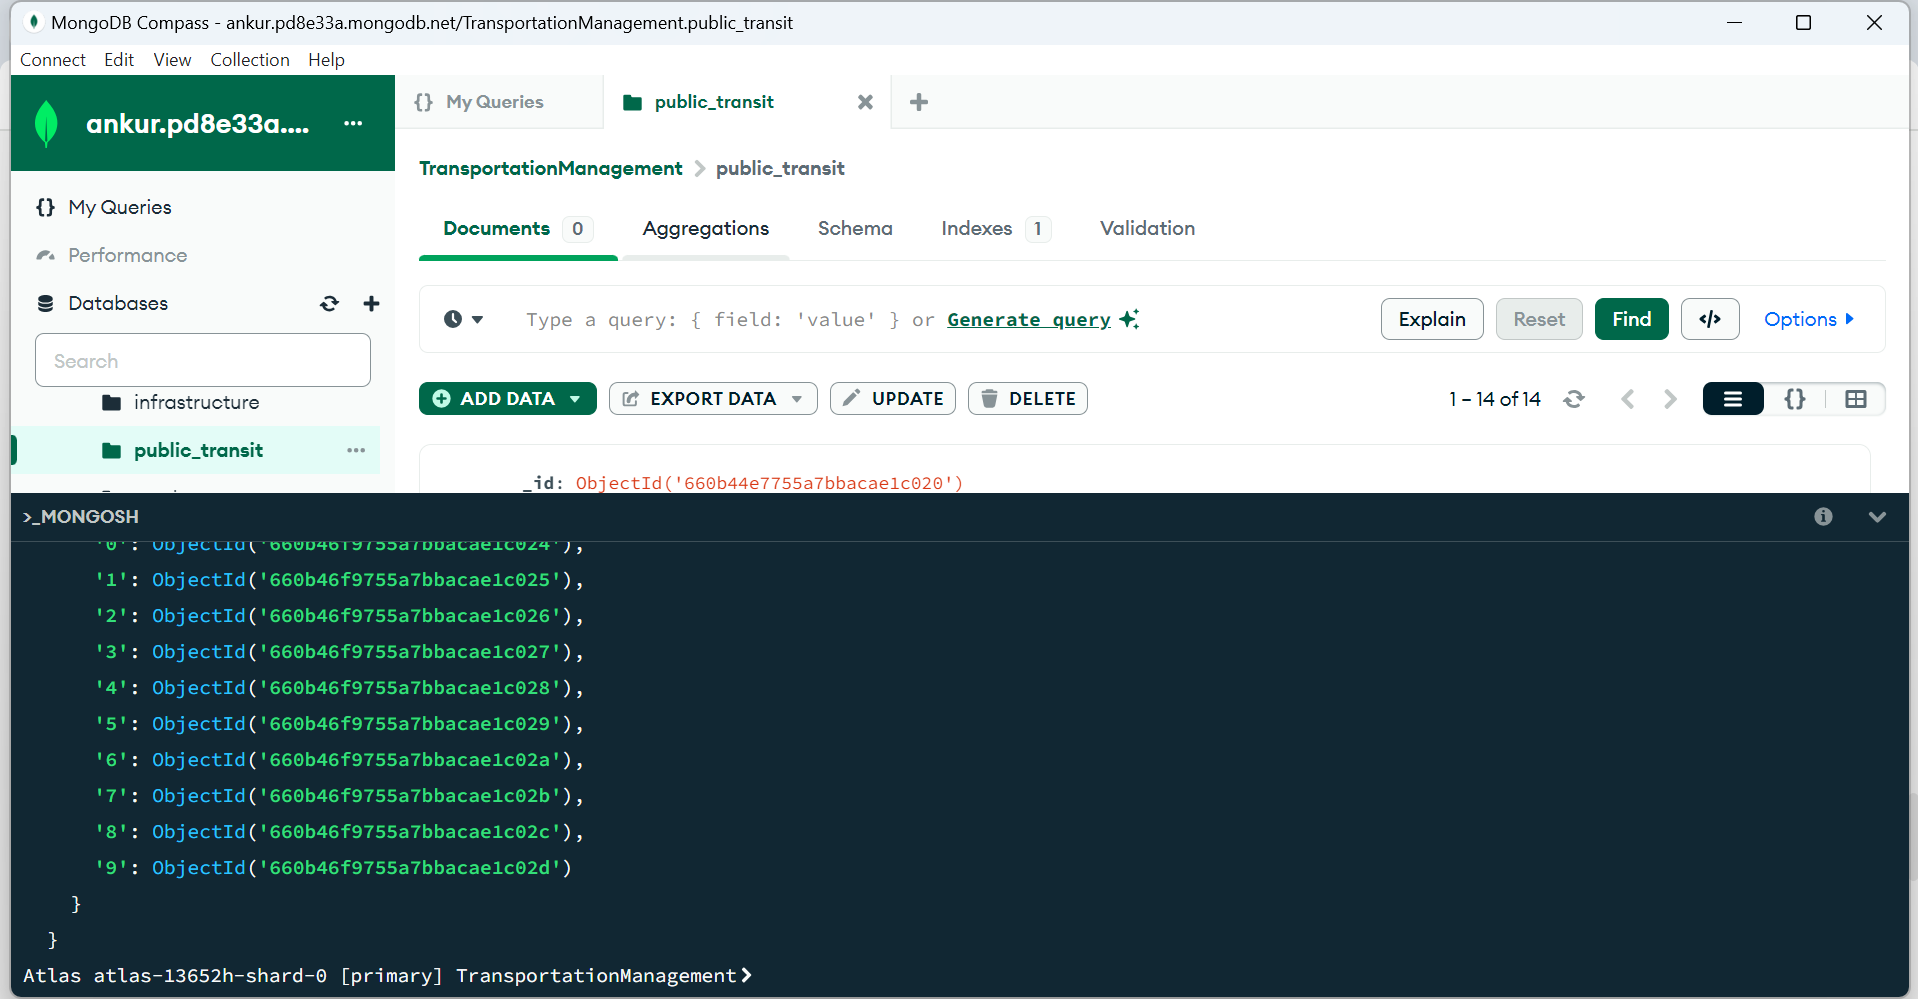 MongoDB Compass - ankur.pd8e33a.mongodb.net/TransportationManagement.public_transit
Connect Edit View Collection Help
ankur.pd8e33a.... ...
{} My Queries
public_transit
TransportationManagement > public_transit
{} My Queries
Performance
Databases
Search
infrastructure
public_transit ...
Documents 0 Aggregations Schema Indexes 1 Validation
Type a query: { field: 'value' } or Generate query
Explain Reset Find </> Options
ADD DATA EXPORT DATA UPDATE DELETE
1 – 14 of 14 {}
_id: ObjectId('660b44e7755a7bbacae1c020')
>_MONGOSH
'0': ObjectId('660b46f9755a7bbacae1c024'),
'1': ObjectId('660b46f9755a7bbacae1c025'),
'2': ObjectId('660b46f9755a7bbacae1c026'),
'3': ObjectId('660b46f9755a7bbacae1c027'),
'4': ObjectId('660b46f9755a7bbacae1c028'),
'5': ObjectId('660b46f9755a7bbacae1c029'),
'6': ObjectId('660b46f9755a7bbacae1c02a'),
'7': ObjectId('660b46f9755a7bbacae1c02b'),
'8': ObjectId('660b46f9755a7bbacae1c02c'),
'9': ObjectId('660b46f9755a7bbacae1c02d')
}
}
Atlas atlas-13652h-shard-0 [primary] TransportationManagement>